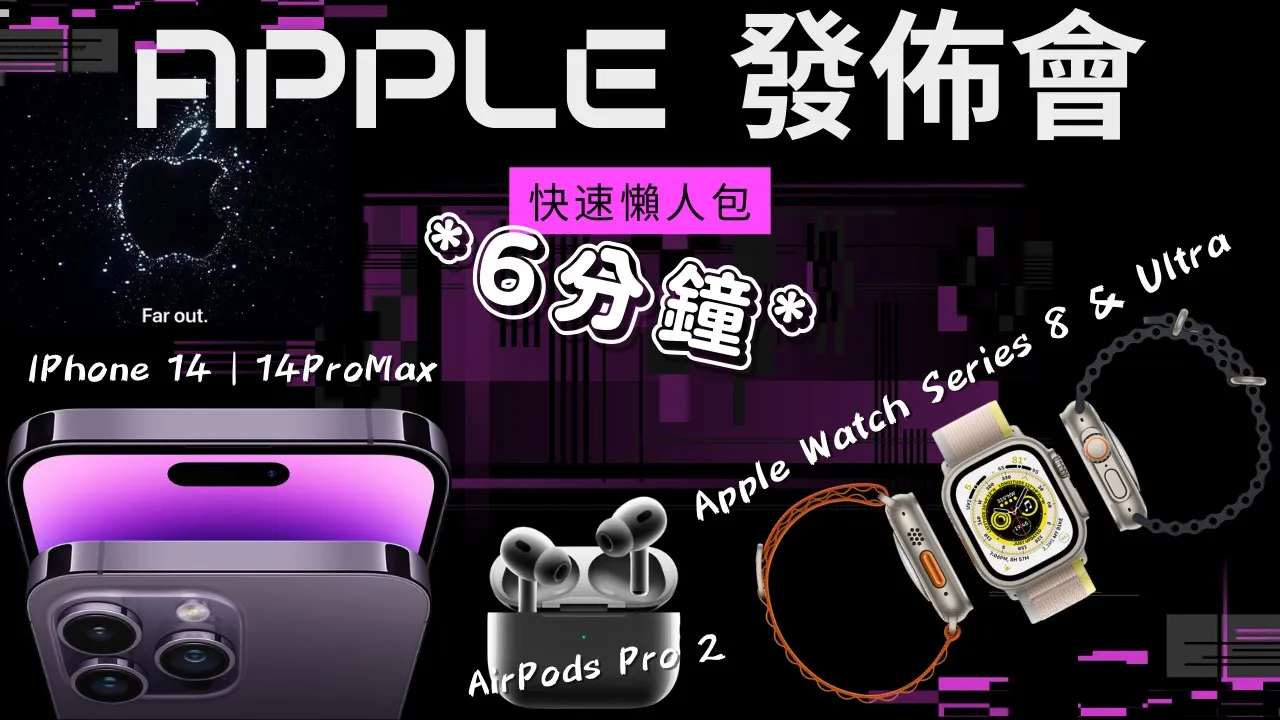 APPLE 發佈會
快速懶人包
*6分鐘*
Far out.
IPhone 14 | 14ProMax
Apple Watch Series 8 & Ultra
AirPods Pro 2